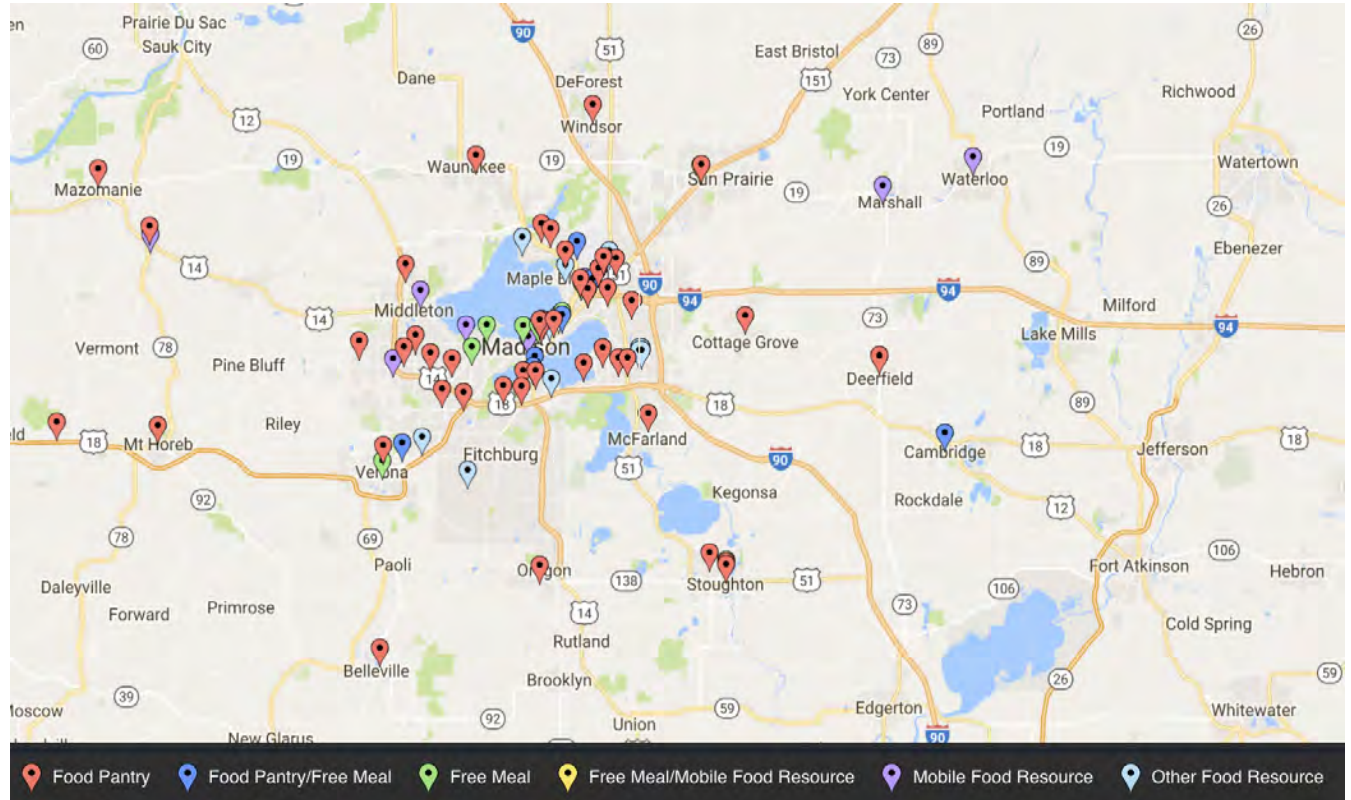 en
Prairie Du Sac
Sauk City
60
90
51
East Bristol
89
26
73
Dane
DeForest
151
York Center
Richwood
Portland
12
Windsor
19
Waunakee
19
19
Watertown
Mazomanie
Sun Prairie
19
Waterloo
Marshall
26
Ebenezer
14
Maple B
51
90
89
94
94
Middleton
Milford
14
73
Lake Mills
94
Vermont
78
Madison
Cottage Grove
Pine Bluff
14
Deerfield
18
18
89
Riley
eld
18
Mt Horeb
McFarland
18
Jefferson
18
Fitchburg
Cambridge
Verona
90
51
92
Kegonsa
Rockdale
12
78
69
Paoli
Oregon
138
Stoughton
51
106
Fort Atkinson
Hebron
Daleyville
106
73
Forward
Primrose
14
Cold Spring
Rutland
Belleville
59
Brooklyn
26
39
Moscow
92
59
Edgerton
Whitewater
Union
90
New Glarus
Food Pantry
Food Pantry/Free Meal
Free Meal
Free Meal/Mobile Food Resource
Mobile Food Resource
Other Food Resource